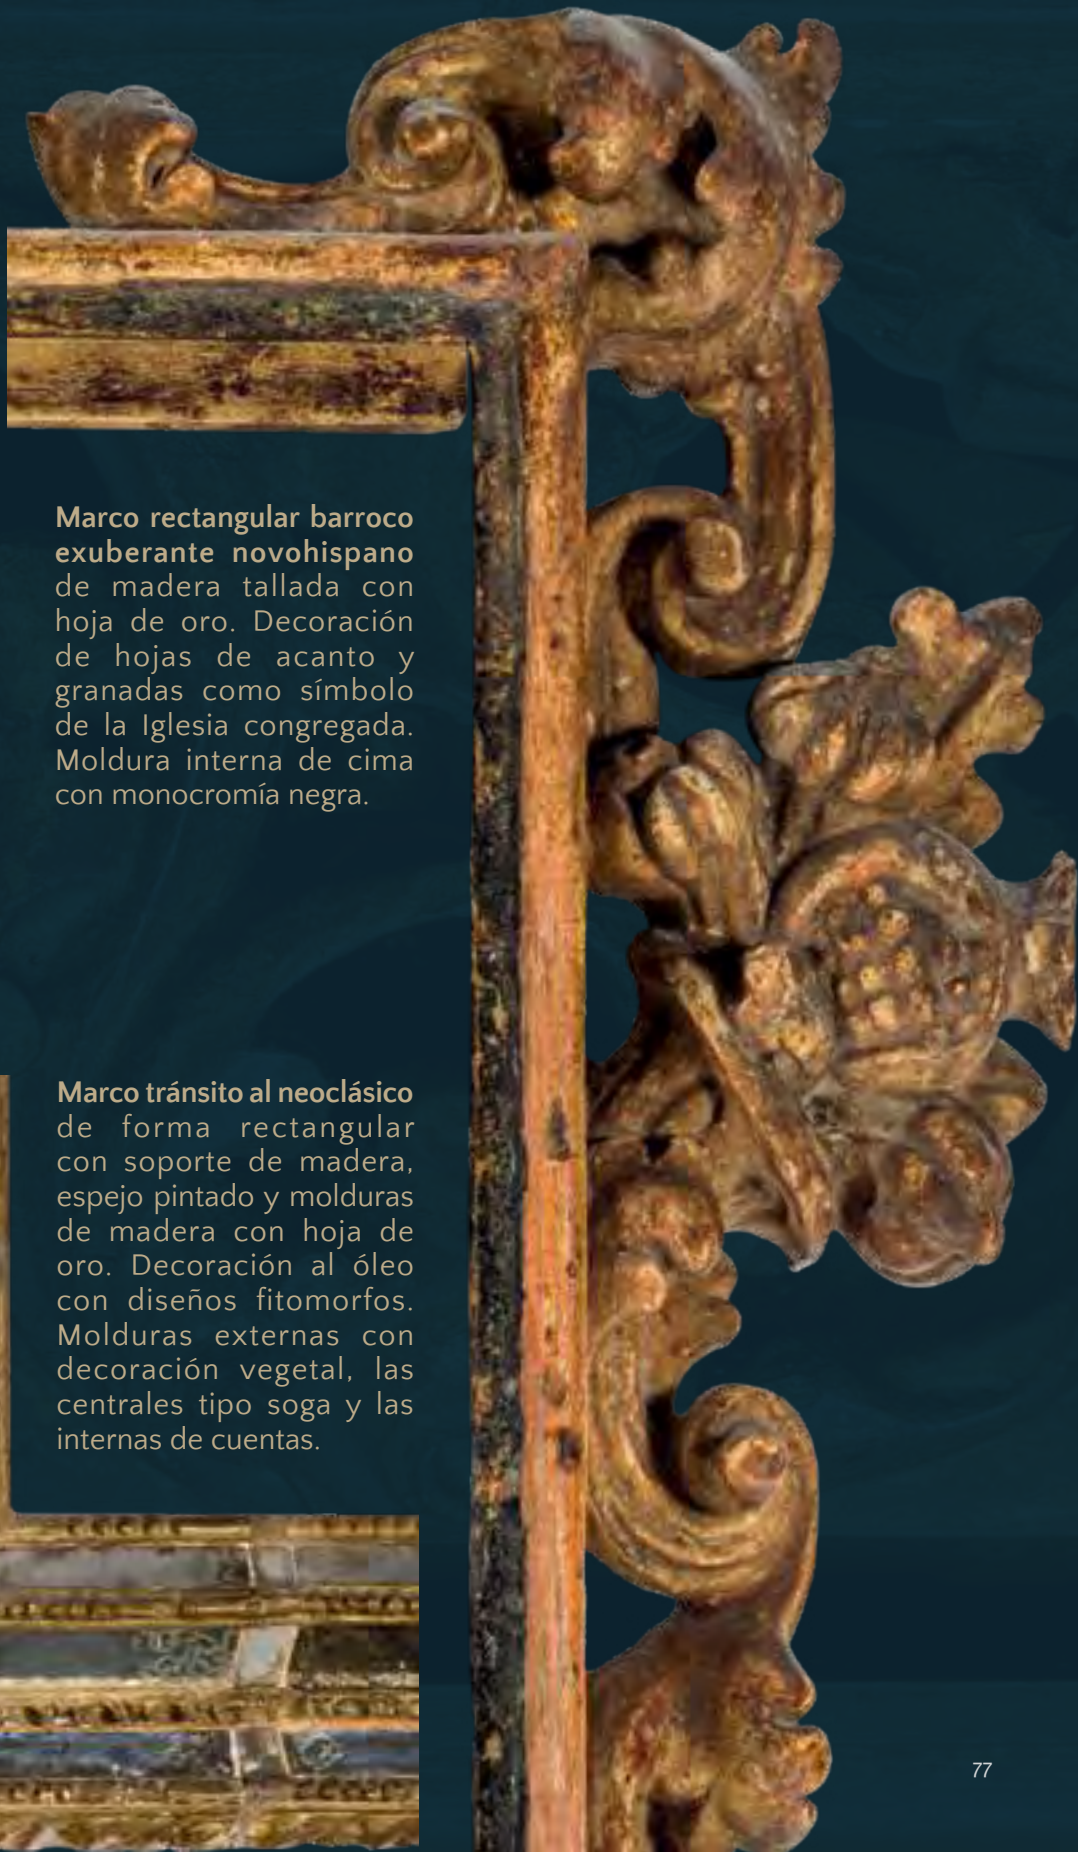 Marco rectangular barroco
exuberante novohispano
de madera tallada con
hoja de oro. Decoración
de hojas de acanto y
granadas como símbolo
de la Iglesia congregada.
Moldura interna de cima
con monocromía negra.
Marco tránsito al neoclásico
de forma rectangular
con soporte de madera,
espejo pintado y molduras
de madera con hoja de
oro. Decoración al óleo
con diseños fitomorfos.
Molduras externas con
decoración vegetal, las
centrales tipo soga y las
internas de cuentas.
77